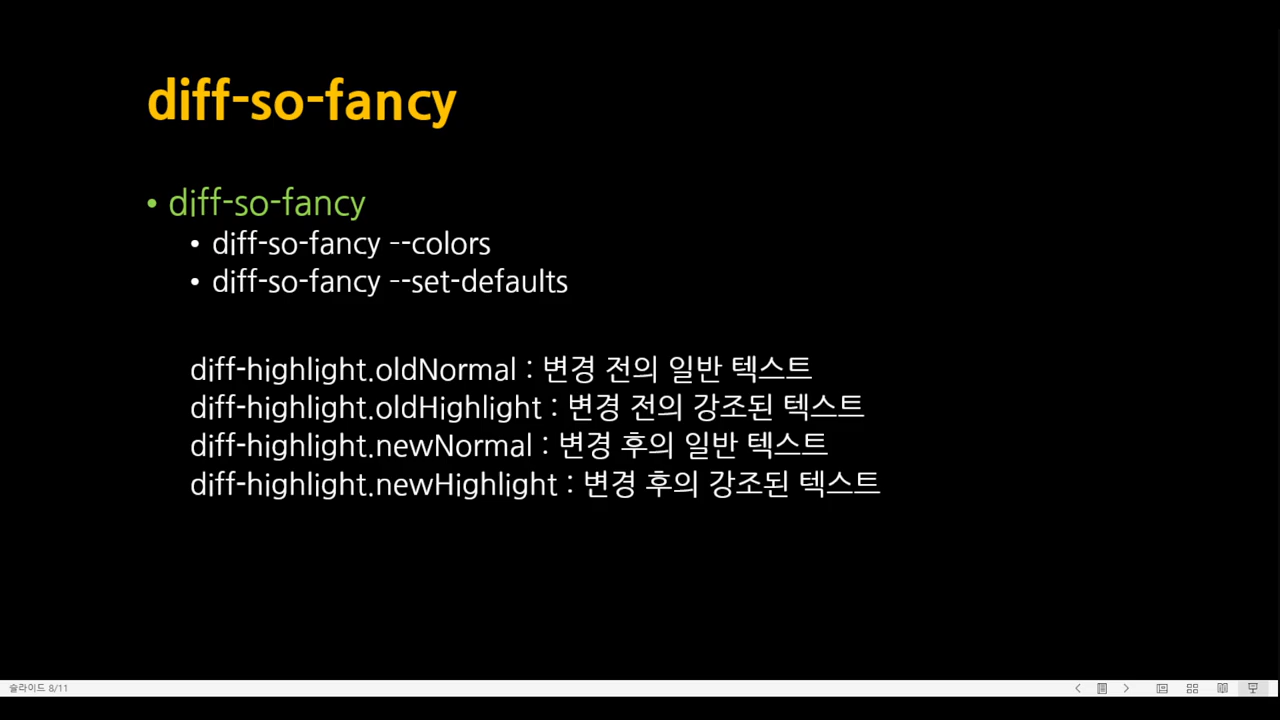 diff-so-fancy
• diff-so-fancy
• diff-so-fancy --colors
• diff-so-fancy --set-defaults
diff-highlight.oldNormal : 변경 전의 일반 텍스트
diff-highlight.oldHighlight : 변경 전의 강조된 텍스트
diff-highlight.newNormal : 변경 후의 일반 텍스트
diff-highlight.newHighlight : 변경 후의 강조된 텍스트
슬라이드 8/11